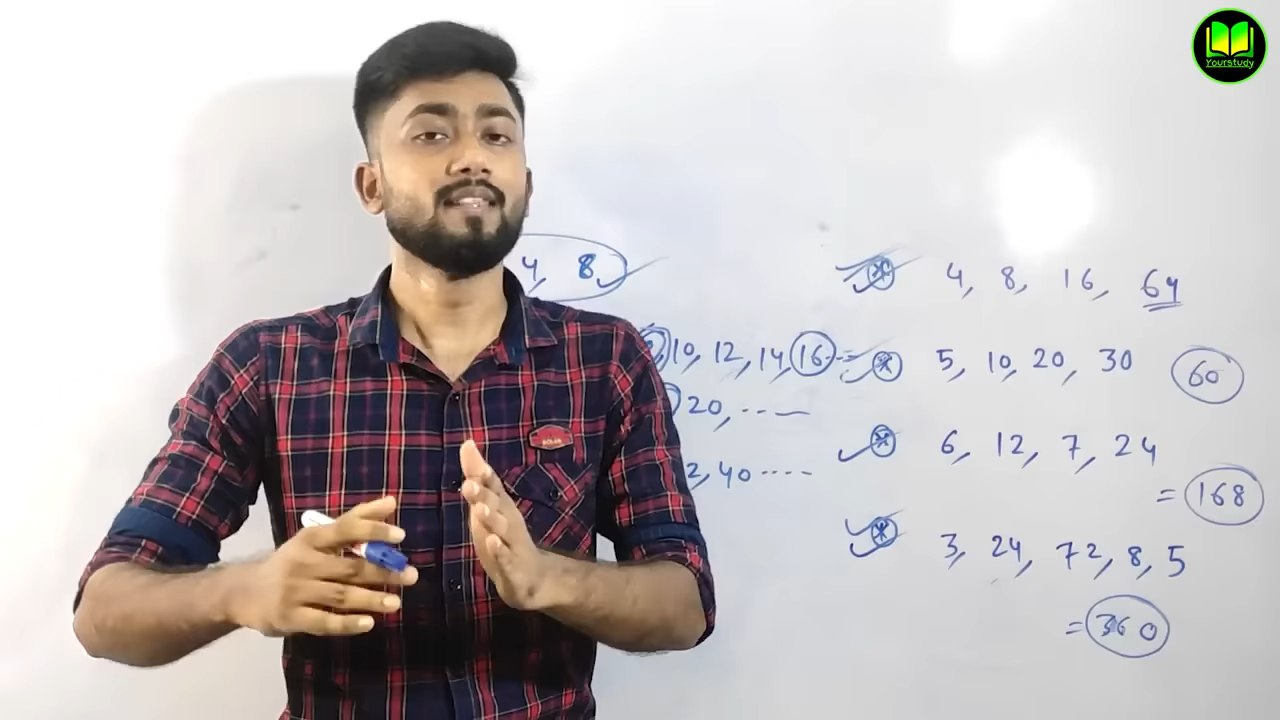 Yourstudy
4, 8,
10, 12, 14, 16
20, ---
2, 40 ----
4, 8, 16, 64
5, 10, 20, 30 60
6, 12, 7, 24
= 168
3, 24, 72, 8, 5
= 360